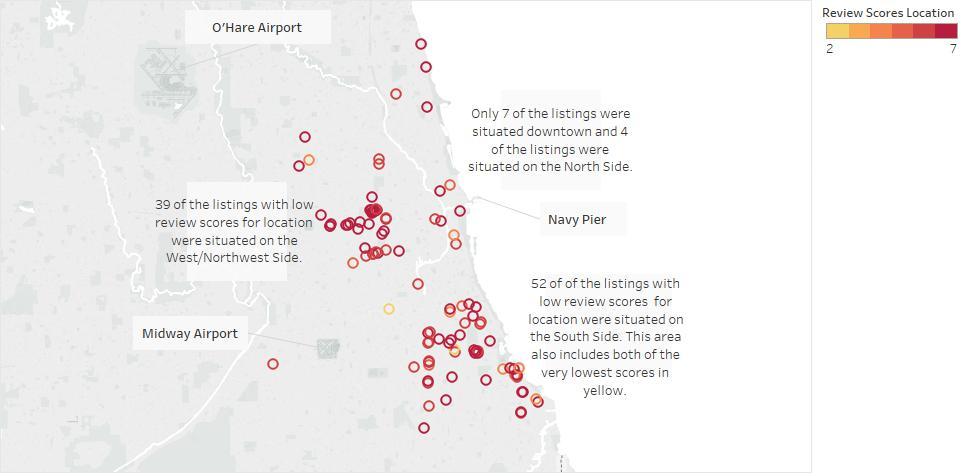 Review Scores Location
2 7
O'Hare Airport
Only 7 of the listings were
situated downtown and 4
of the listings were
situated on the North Side.
39 of the listings with low
review scores for location
were situated on the
West/Northwest Side.
Navy Pier
52 of of the listings with
low review scores for
location were situated on
the South Side. This area
also includes both of the
very lowest scores in
yellow.
Midway Airport